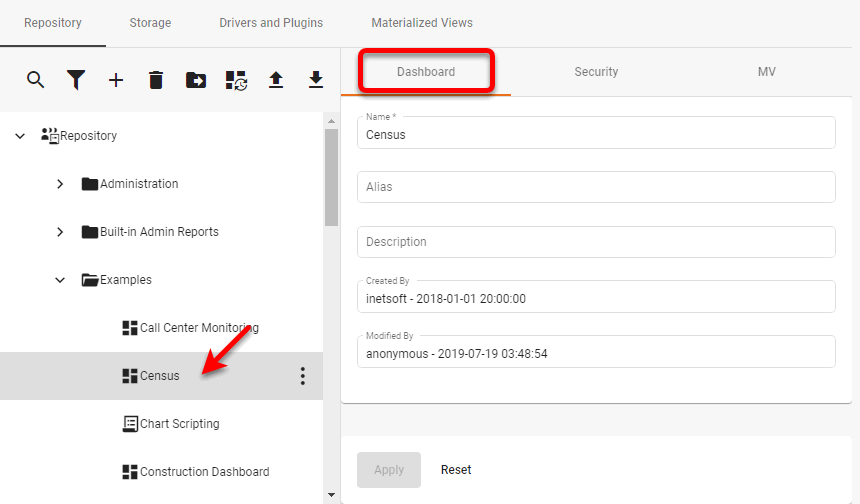 Repository Storage Drivers and Plugins Materialized Views
Dashboard Security MV
Repository
Administration
Built-in Admin Reports
Examples
Call Center Monitoring
Census
Chart Scripting
Construction Dashboard
Name *
Census
Alias
Description
Created By
inetsoft - 2018-01-01 20:00:00
Modified By
anonymous - 2019-07-19 03:48:54
Apply Reset